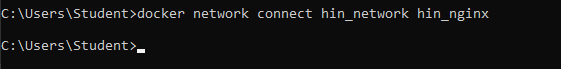 C:\Users\Student>docker network connect hin_network hin_nginx
C:\Users\Student>